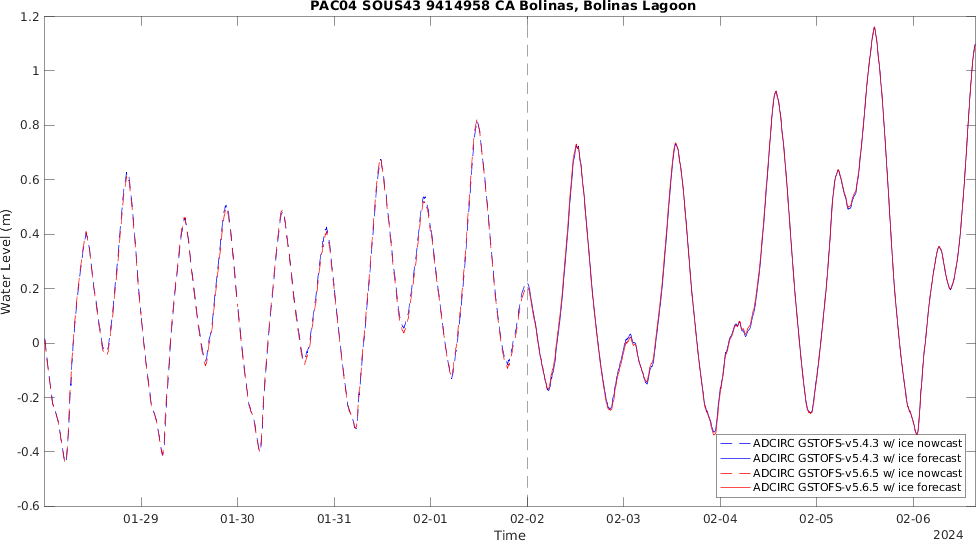 PAC04 SOUS43 9414958 CA Bolinas, Bolinas Lagoon
1.2
1
0.8
0.6
0.4
0.2
0
-0.2
-0.4
-0.6
Water Level (m)
ADCIRC GSTOFS-v5.4.3 w/ ice nowcast
ADCIRC GSTOFS-v5.4.3 w/ ice forecast
ADCIRC GSTOFS-v5.6.5 w/ ice nowcast
ADCIRC GSTOFS-v5.6.5 w/ ice forecast
01-29 01-30 01-31 02-01 02-02 02-03 02-04 02-05 02-06
Time
2024